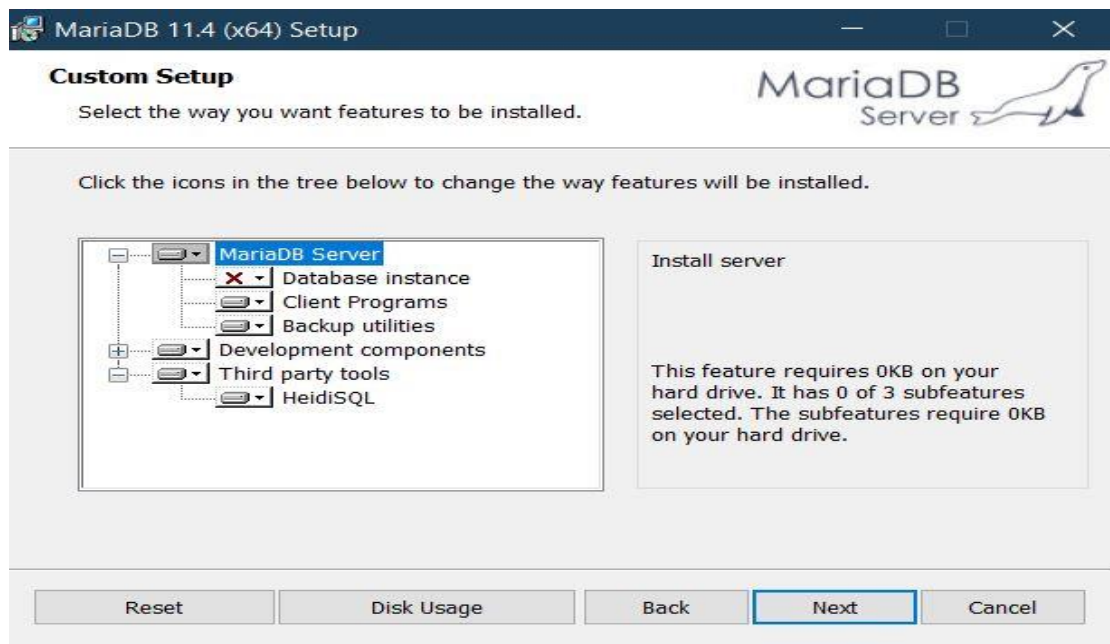 MariaDB 11.4 (x64) Setup
Custom Setup
Select the way you want features to be installed.
MariaDB
Server
Click the icons in the tree below to change the way features will be installed.
MariaDB Server
Database instance
Client Programs
Backup utilities
Development components
Third party tools
HeidiSQL
Install server
This feature requires 0KB on your
hard drive. It has 0 of 3 subfeatures
selected. The subfeatures require 0KB
on your hard drive.
Reset
Disk Usage
Back
Next
Cancel